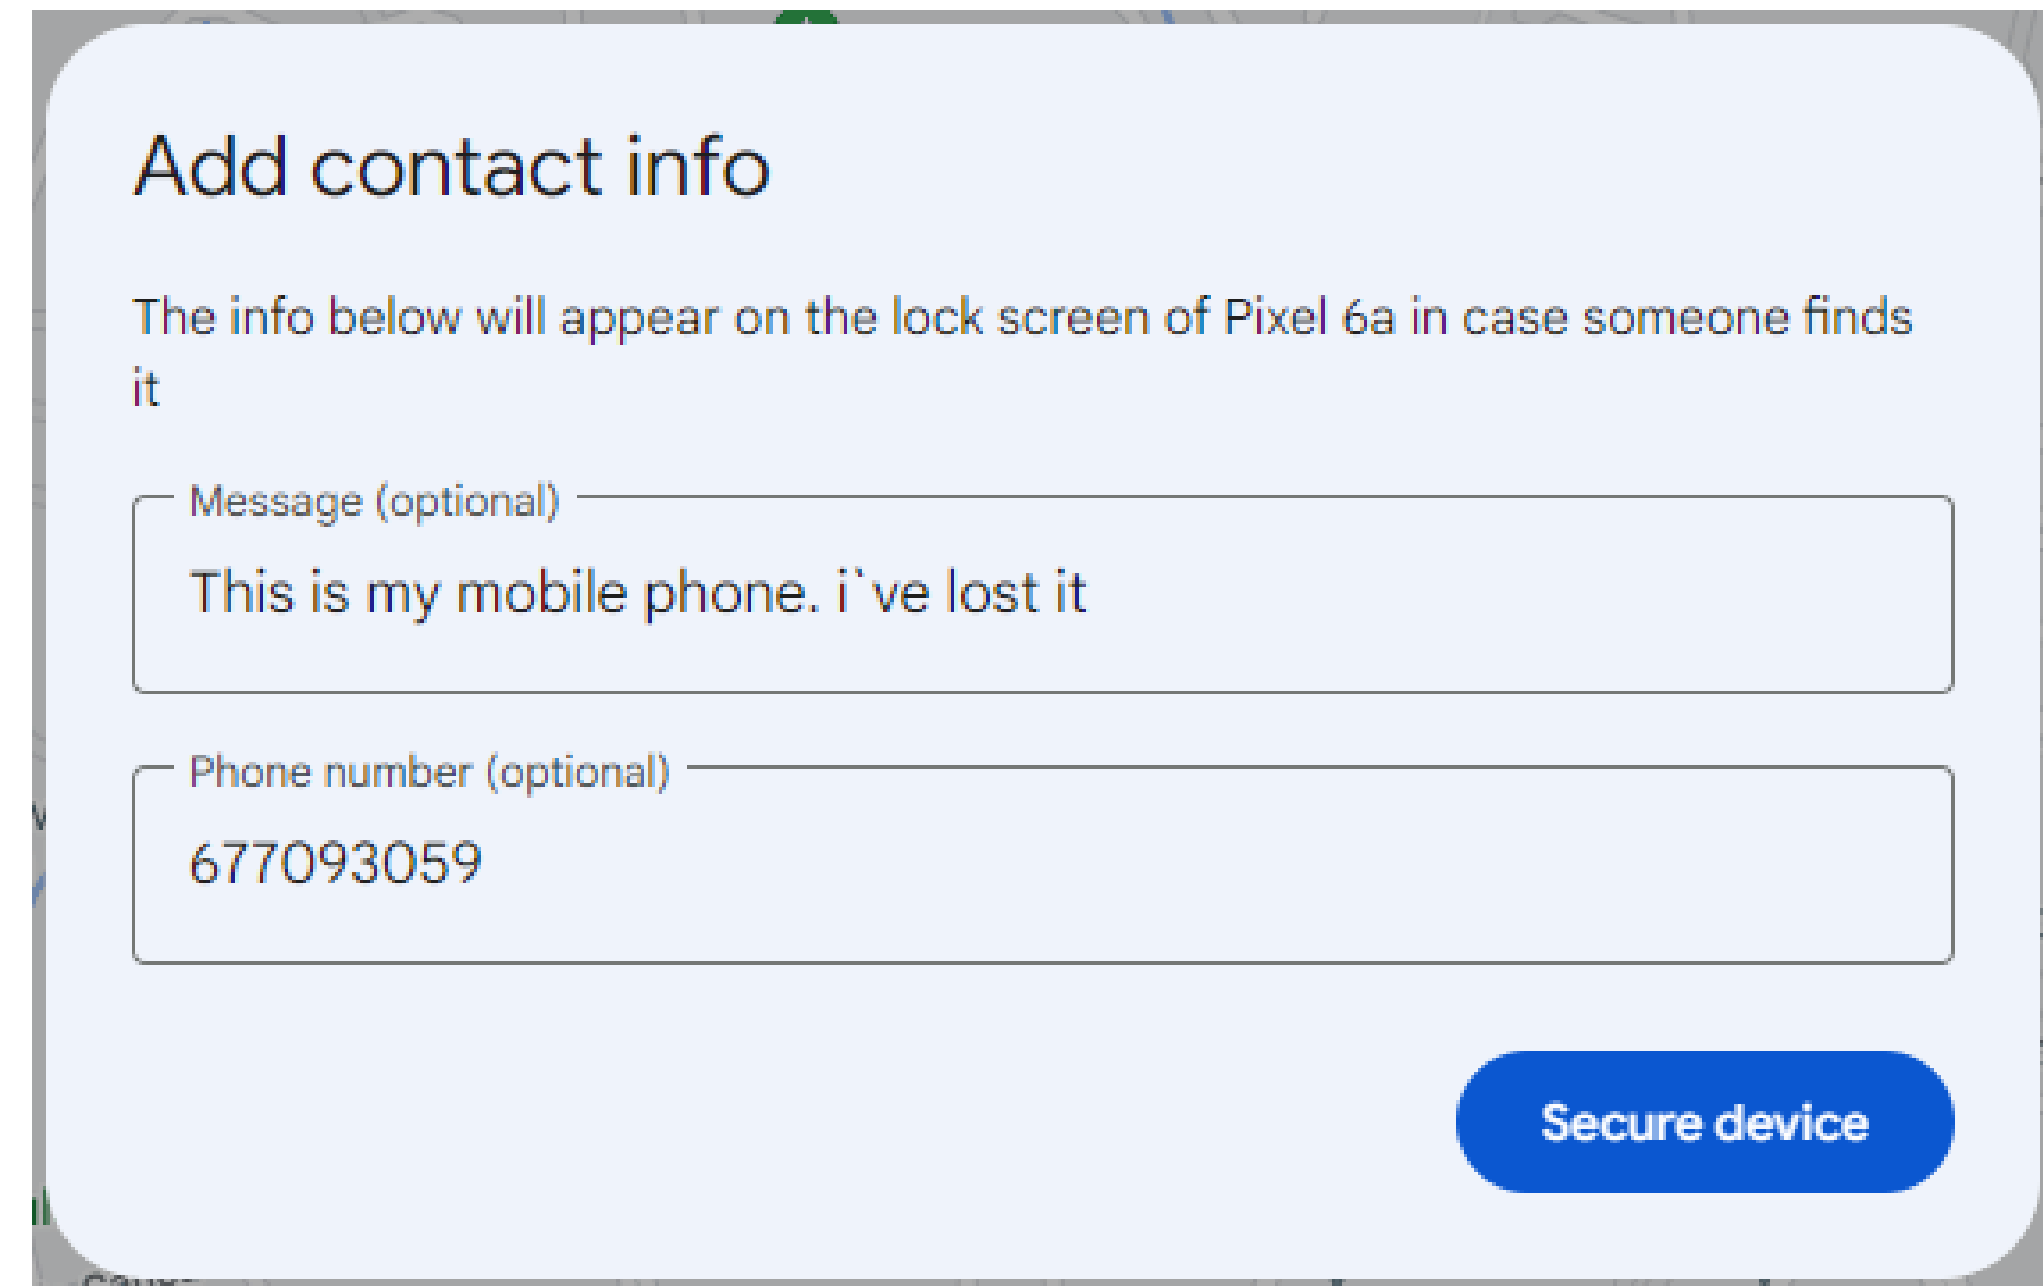 Add contact info
The info below will appear on the lock screen of Pixel 6a in case someone finds
it
Message (optional)
This is my mobile phone. i`ve lost it
Phone number (optional)
677093059
Secure device